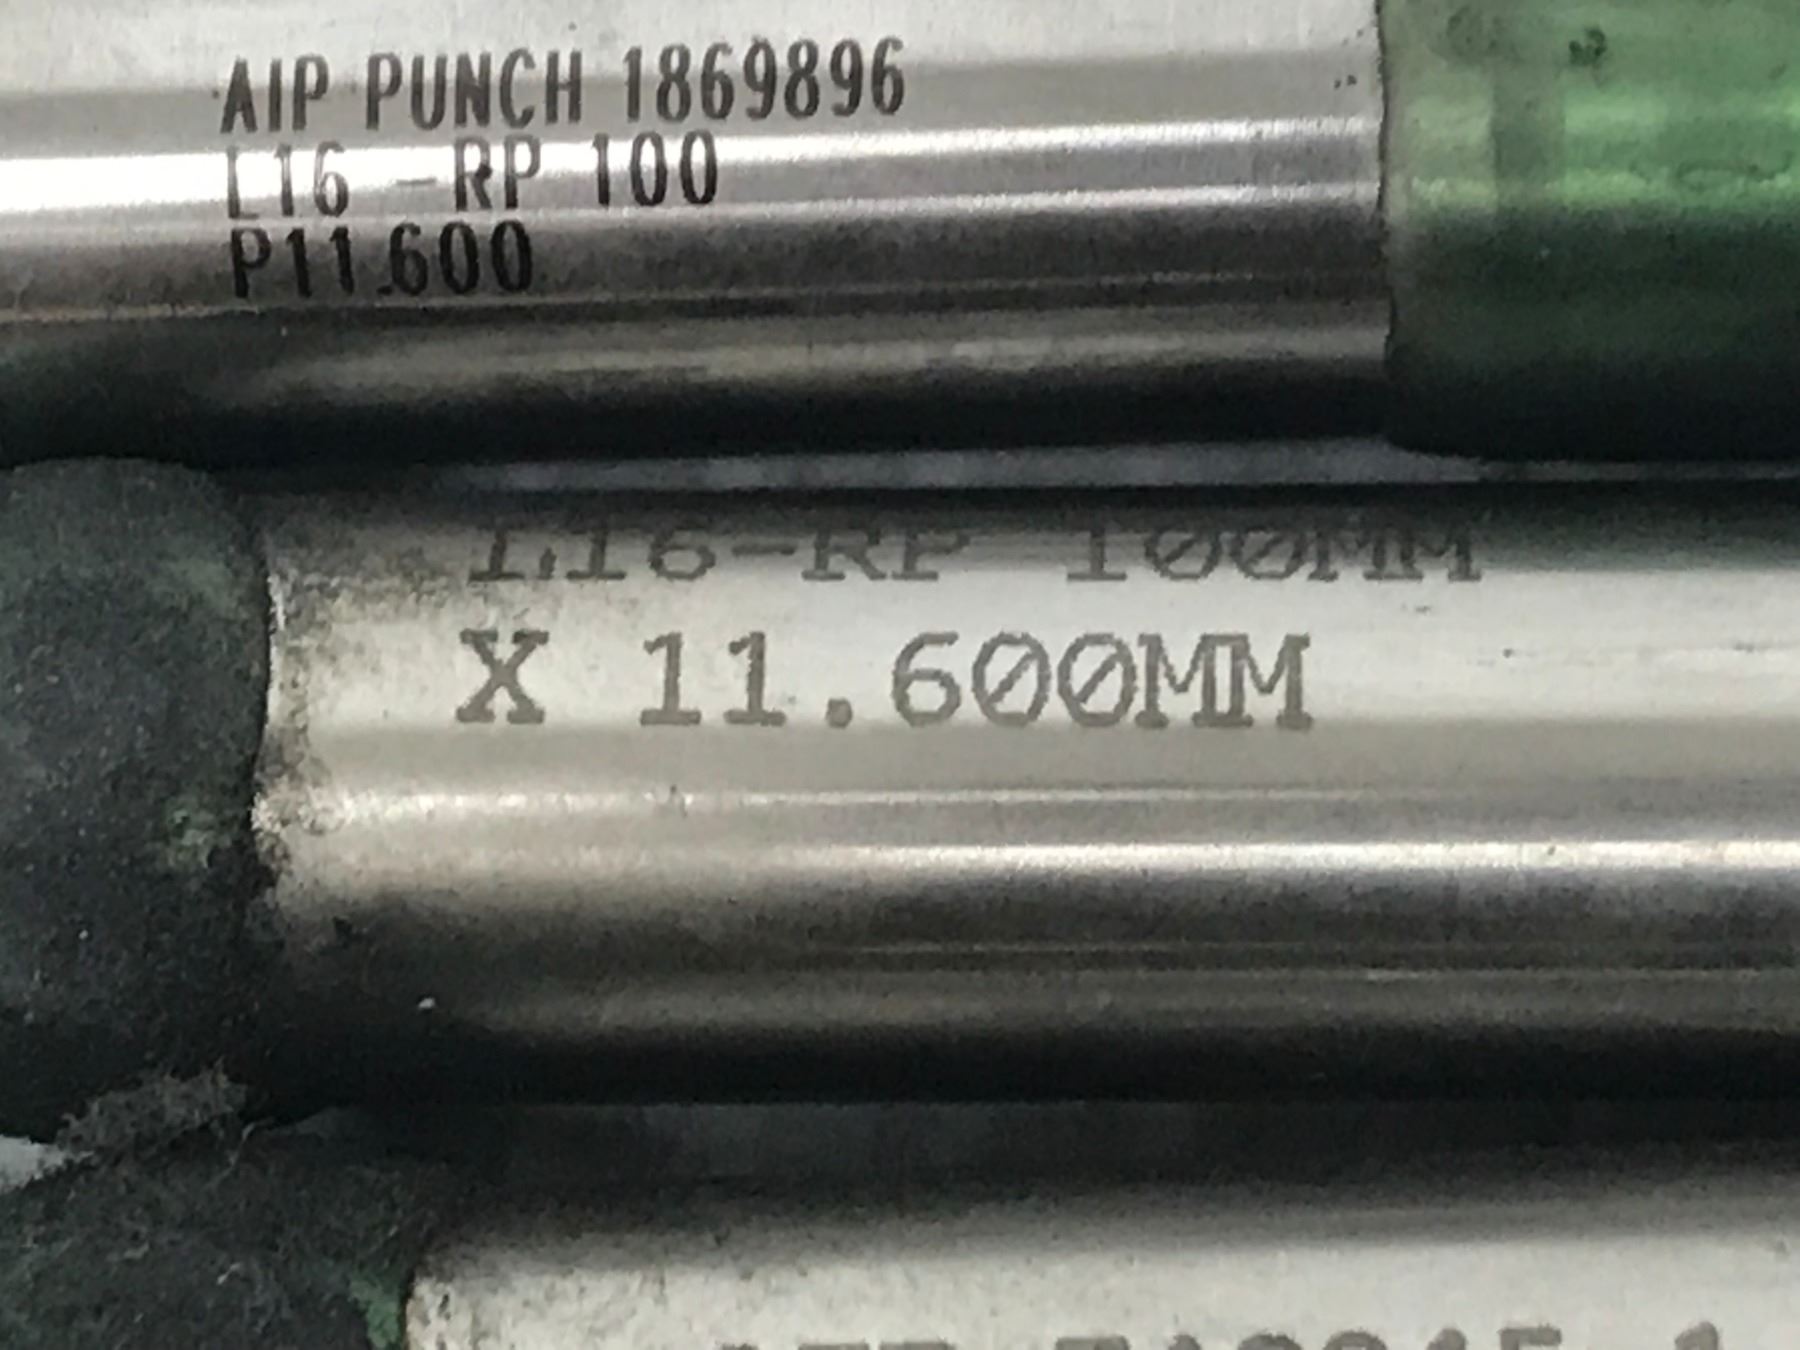 AIP PUNCH 1869896
L16 -RP 100
P11.600
L16-RP 100MM
X 11.600MM